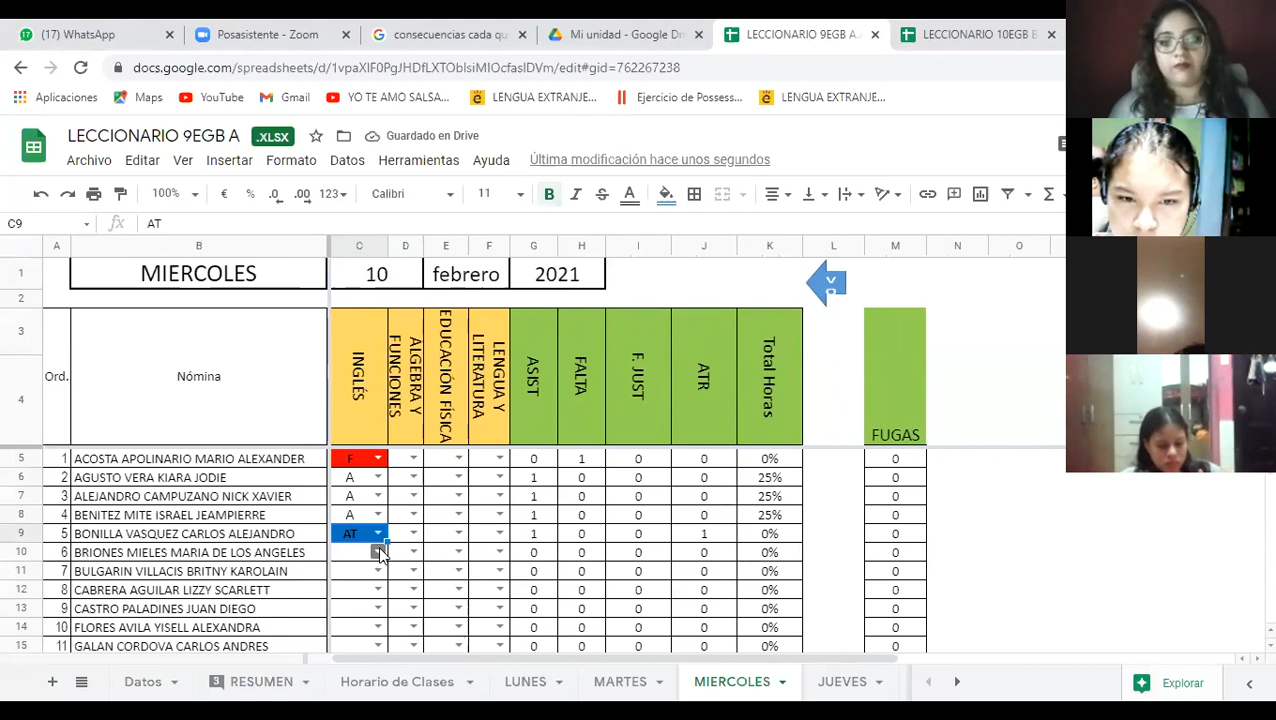 (17) WhatsApp
Posasistente - Zoom
consecuencias cada qu
Mi unidad - Google Dr
LECCIONARIO 9EGB A.
LECCIONARIO 10EGB B
docs.google.com/spreadsheets/d/1vpaXIF0PgJHDfLXTOblsiMIOcfaslDVm/edit#gid=762267238
Aplicaciones
Maps
YouTube
Gmail
YO TE AMO SALSA...
LENGUA EXTRANJE...
Ejercicio de Possess...
LENGUA EXTRANJE...
LECCIONARIO 9EGB A
.XLSX
Guardado en Drive
Archivo Editar Ver Insertar Formato Datos Herramientas Ayuda
Última modificación hace unos segundos
100% € % .0 .00 123 Calibri 11 B I S A Σ
C9 fx AT
A B C D E F G H I J K L M N O
1 MIERCOLES 10 febrero 2021
2
3
4
Ord. Nómina INGLÉS ALGEBRA Y FUNCIONES EDUCACIÓN FÍSICA LENGUA Y LITERATURA ASIST FALTA F. JUST ATR Total Horas FUGAS
5 1 ACOSTA APOLINARIO MARIO ALEXANDER F 0 1 0 0 0% 0
6 2 AGUSTO VERA KIARA JODIE A 1 0 0 0 25% 0
7 3 ALEJANDRO CAMPUZANO NICK XAVIER A 1 0 0 0 25% 0
8 4 BENITEZ MITE ISRAEL JEAMPIERRE A 1 0 0 0 25% 0
9 5 BONILLA VASQUEZ CARLOS ALEJANDRO AT 1 0 0 1 0% 0
10 6 BRIONES MIELES MARIA DE LOS ANGELES 0 0 0 0 0% 0
11 7 BULGARIN VILLACIS BRITNY KAROLAIN 0 0 0 0 0% 0
12 8 CABRERA AGUILAR LIZZY SCARLETT 0 0 0 0 0% 0
13 9 CASTRO PALADINES JUAN DIEGO 0 0 0 0 0% 0
14 10 FLORES AVILA YISELL ALEXANDRA 0 0 0 0 0% 0
15 11 GALAN CORDOVA CARLOS ANDRES 0 0 0 0 0% 0
Datos
3 RESUMEN
Horario de Clases
LUNES
MARTES
MIERCOLES
JUEVES
Explorar